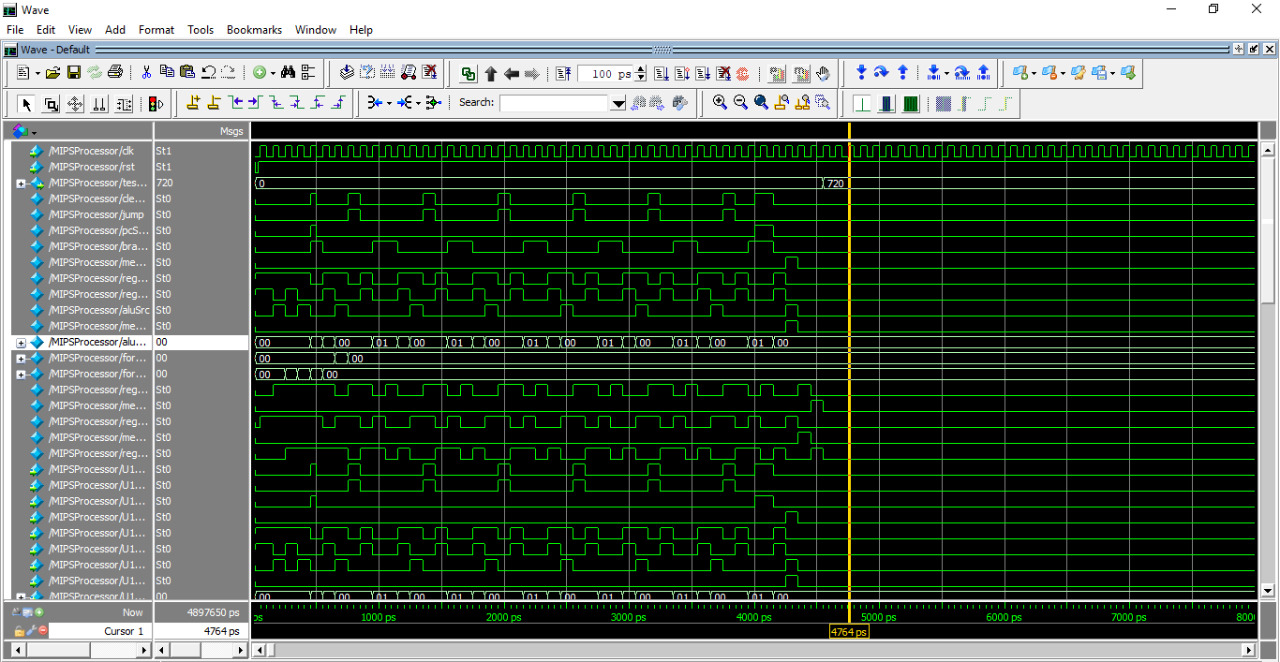 Wave
File Edit View Add Format Tools Bookmarks Window Help
Wave - Default
100 ps
Search:
Msgs
/MIPSProcessor/clk St1
/MIPSProcessor/rst St1
/MIPSProcessor/tes... 720 0 720
/MIPSProcessor/de... St0
/MIPSProcessor/jump St0
/MIPSProcessor/pcS... St0
/MIPSProcessor/bra... St0
/MIPSProcessor/me... St0
/MIPSProcessor/reg... St0
/MIPSProcessor/reg... St0
/MIPSProcessor/aluSrc St0
/MIPSProcessor/me... St0
/MIPSProcessor/alu... 00 00 00 01 00 01 00 01 00 01 00 01 00 01 00
/MIPSProcessor/for... 00 00 00
/MIPSProcessor/for... 00 00 00
/MIPSProcessor/reg... St0
/MIPSProcessor/me... St0
/MIPSProcessor/reg... St0
/MIPSProcessor/me... St0
/MIPSProcessor/reg... St0
/MIPSProcessor/U1... St0
/MIPSProcessor/U1... St0
/MIPSProcessor/U1... St0
/MIPSProcessor/U1... St0
/MIPSProcessor/U1... St0
/MIPSProcessor/U1... St0
/MIPSProcessor/U1... St0
/MIPSProcessor/U1... St0
/MIPSProcessor/U1... 00 00 00 01 00 01 00 01 00 01 00 01 00 01 00
Now 4897650 ps
ps 1000 ps 2000 ps 3000 ps 4000 ps 5000 ps 6000 ps 7000 ps 8000
Cursor 1 4764 ps 4764 ps